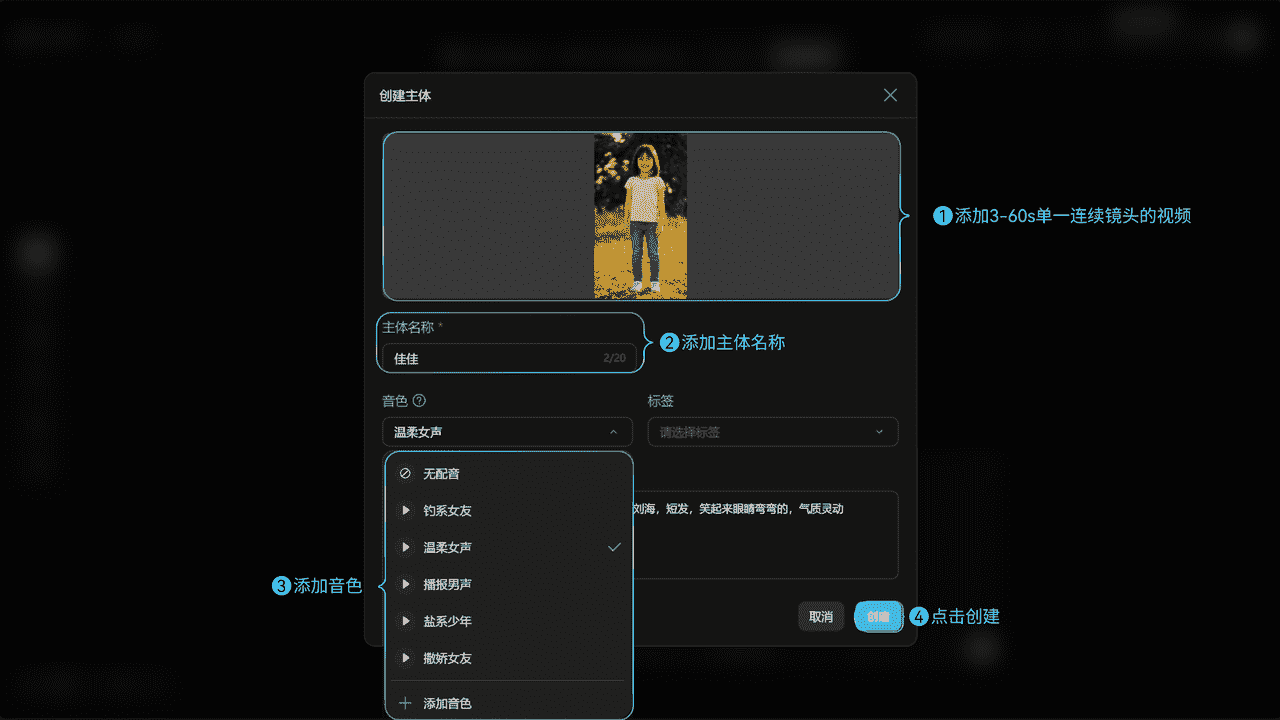 创建主体
①添加3-60s单一连续镜头的视频
主体名称 *
佳佳
2/20
②添加主体名称
音色
标签
温柔女声
请选择标签
无配音
钓系女友
刘海，短发，笑起来眼睛弯弯的，气质灵动
温柔女声
播报男声
③添加音色
盐系少年
取消
创建
④点击创建
撒娇女友
添加音色